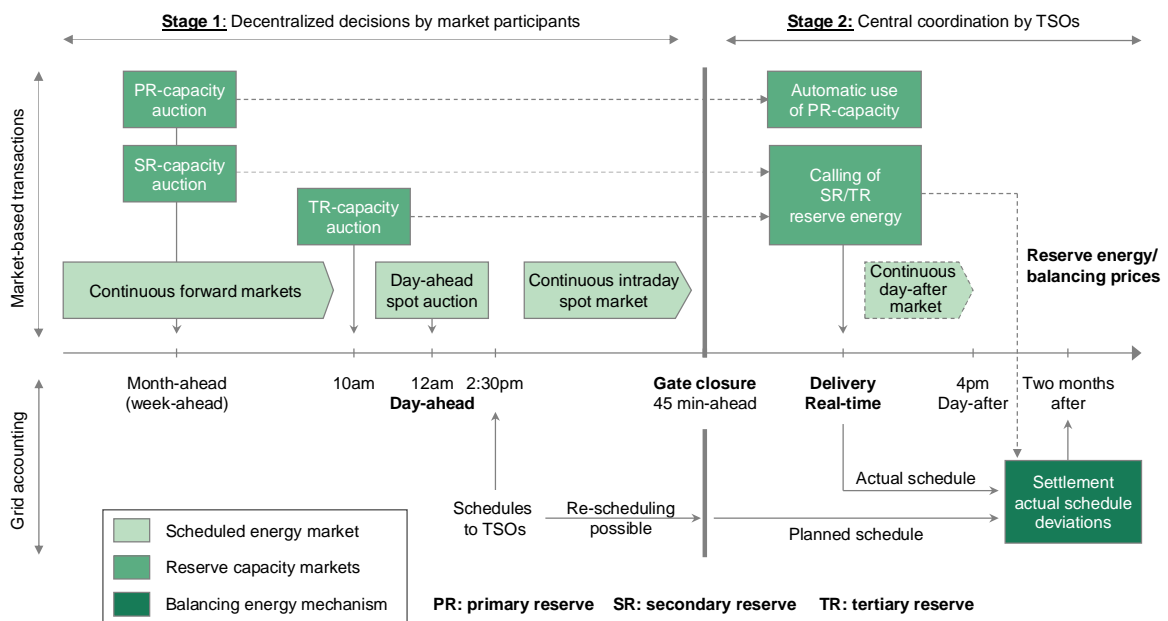 Stage 1: Decentralized decisions by market participants
Stage 2: Central coordination by TSOs
Market-based transactions
PR-capacity
auction
Automatic use
of PR-capacity
SR-capacity
auction
Calling of
SR/TR
reserve energy
TR-capacity
auction
Reserve energy/
balancing prices
Continuous forward markets
Day-ahead
spot auction
Continuous intraday
spot market
Continuous
day-after
market
Month-ahead
(week-ahead)
10am
12am
2:30pm
Day-ahead
Gate closure
45 min-ahead
Delivery
Real-time
4pm
Day-after
Two months
after
Grid accounting
Schedules
to TSOs
Re-scheduling
possible
Actual schedule
Planned schedule
Settlement
actual schedule
deviations
Scheduled energy market
Reserve capacity markets
Balancing energy mechanism
PR: primary reserve SR: secondary reserve TR: tertiary reserve